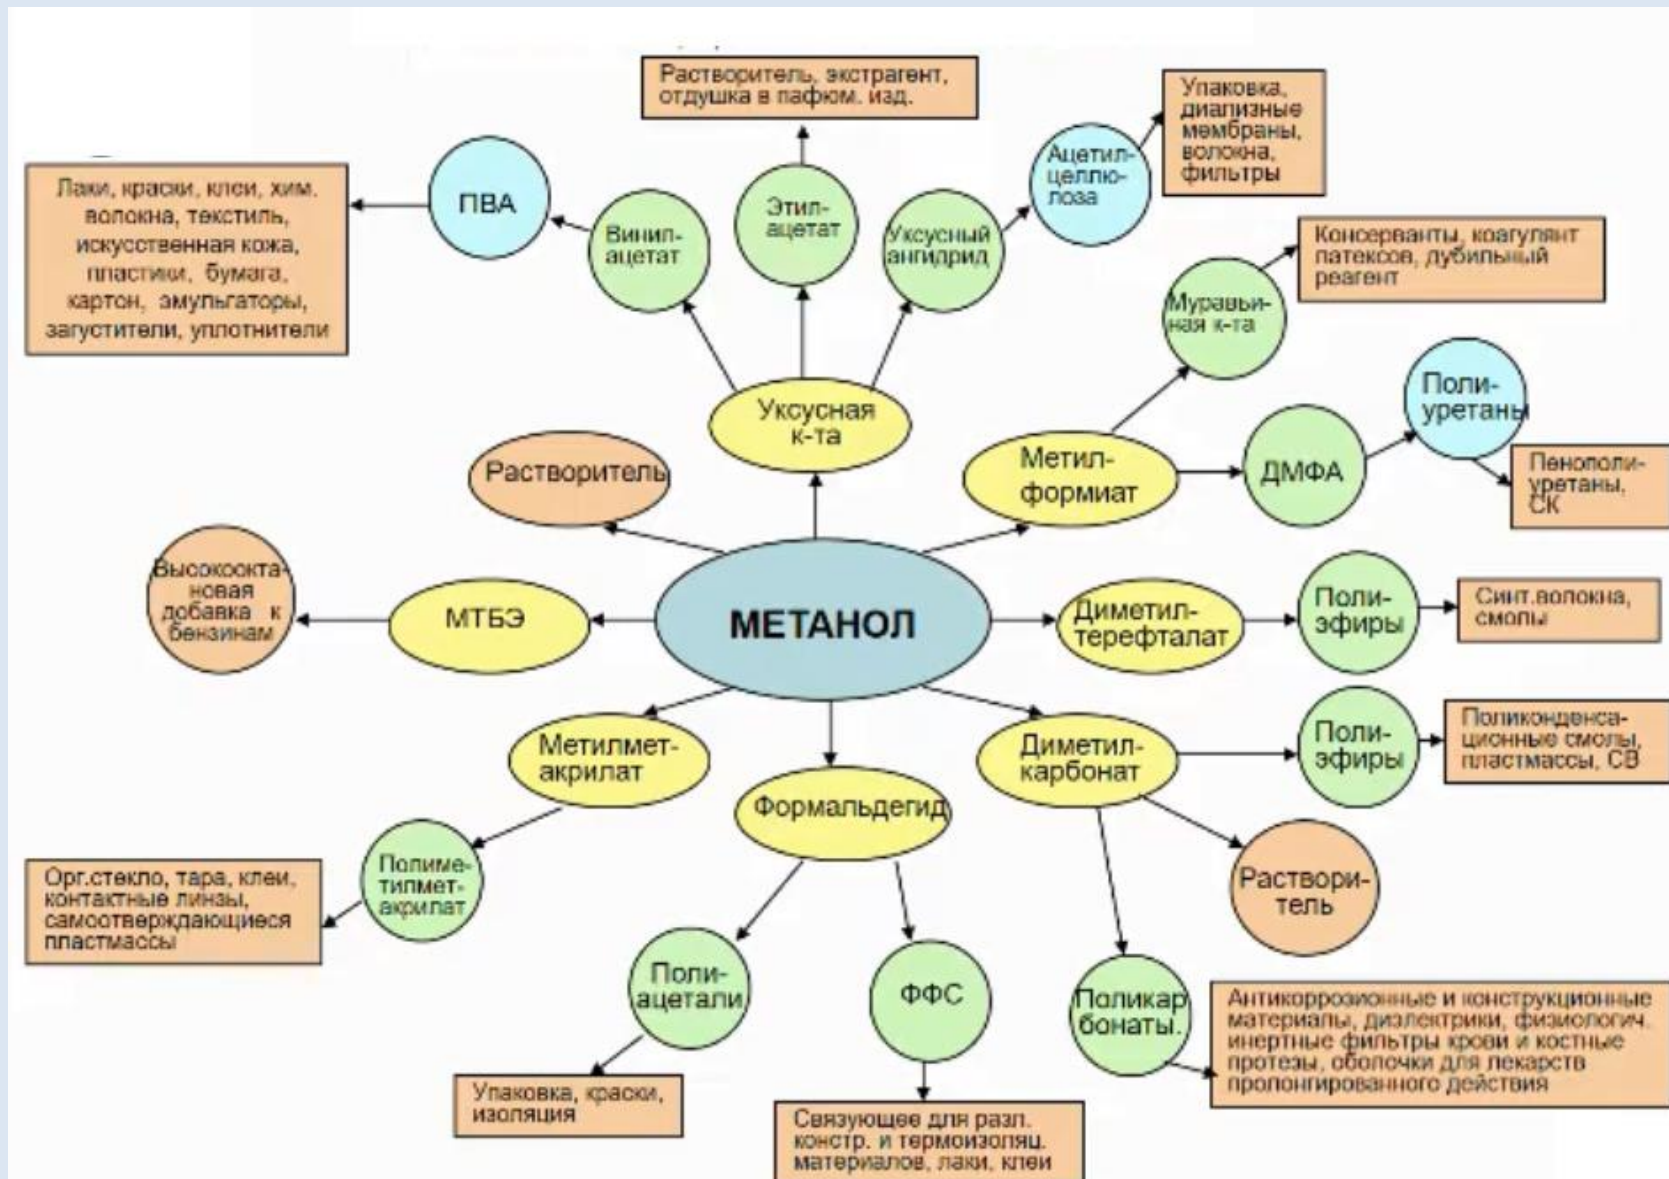 Растворитель, экстрагент,
отдушка в пафюм. изд.
Упаковка,
диализные
мембраны,
волокна,
фильтры
Ацетил-
целлю-
лоза
Лаки, краски, клеи, хим.
волокна, текстиль,
искусственная кожа,
пластики, бумага,
картон, эмульгаторы,
загустители, уплотнители
ПВА
Винил-
ацетат
Этил-
ацетат
Уксусный
ангидрид
Консерванты, коагулянт
патексов, дубильный
реагент
Муравьи-
ная к-та
Уксусная
к-та
Поли-
уретаны
Растворитель
Метил-
формиат
ДМФА
Пенополи-
уретаны,
СК
Высокоокта-
новая
добавка к
бензинам
МТБЭ
МЕТАНОЛ
Диметил-
терефталат
Поли-
эфиры
Синт.волокна,
смолы
Метилмет-
акрилат
Формальдегид
Диметил-
карбонат
Поли-
эфиры
Поликонденса-
ционные смолы,
пластмассы, СВ
Орг.стекло, тара, клеи,
контактные линзы,
самоотверждающиеся
пластмассы
Полиме-
тилмет-
акрилат
Раствори-
тель
Поли-
ацетали
ФФС
Поликар
бонаты.
Антикоррозионные и конструкционные
материалы, диэлектрики, физиологич.
инертные фильтры крови и костные
протезы, оболочки для лекарств
пролонгированного действия
Упаковка, краски,
изоляция
Связующее для разл.
констр. и термоизоляц.
материалов, лаки, клеи